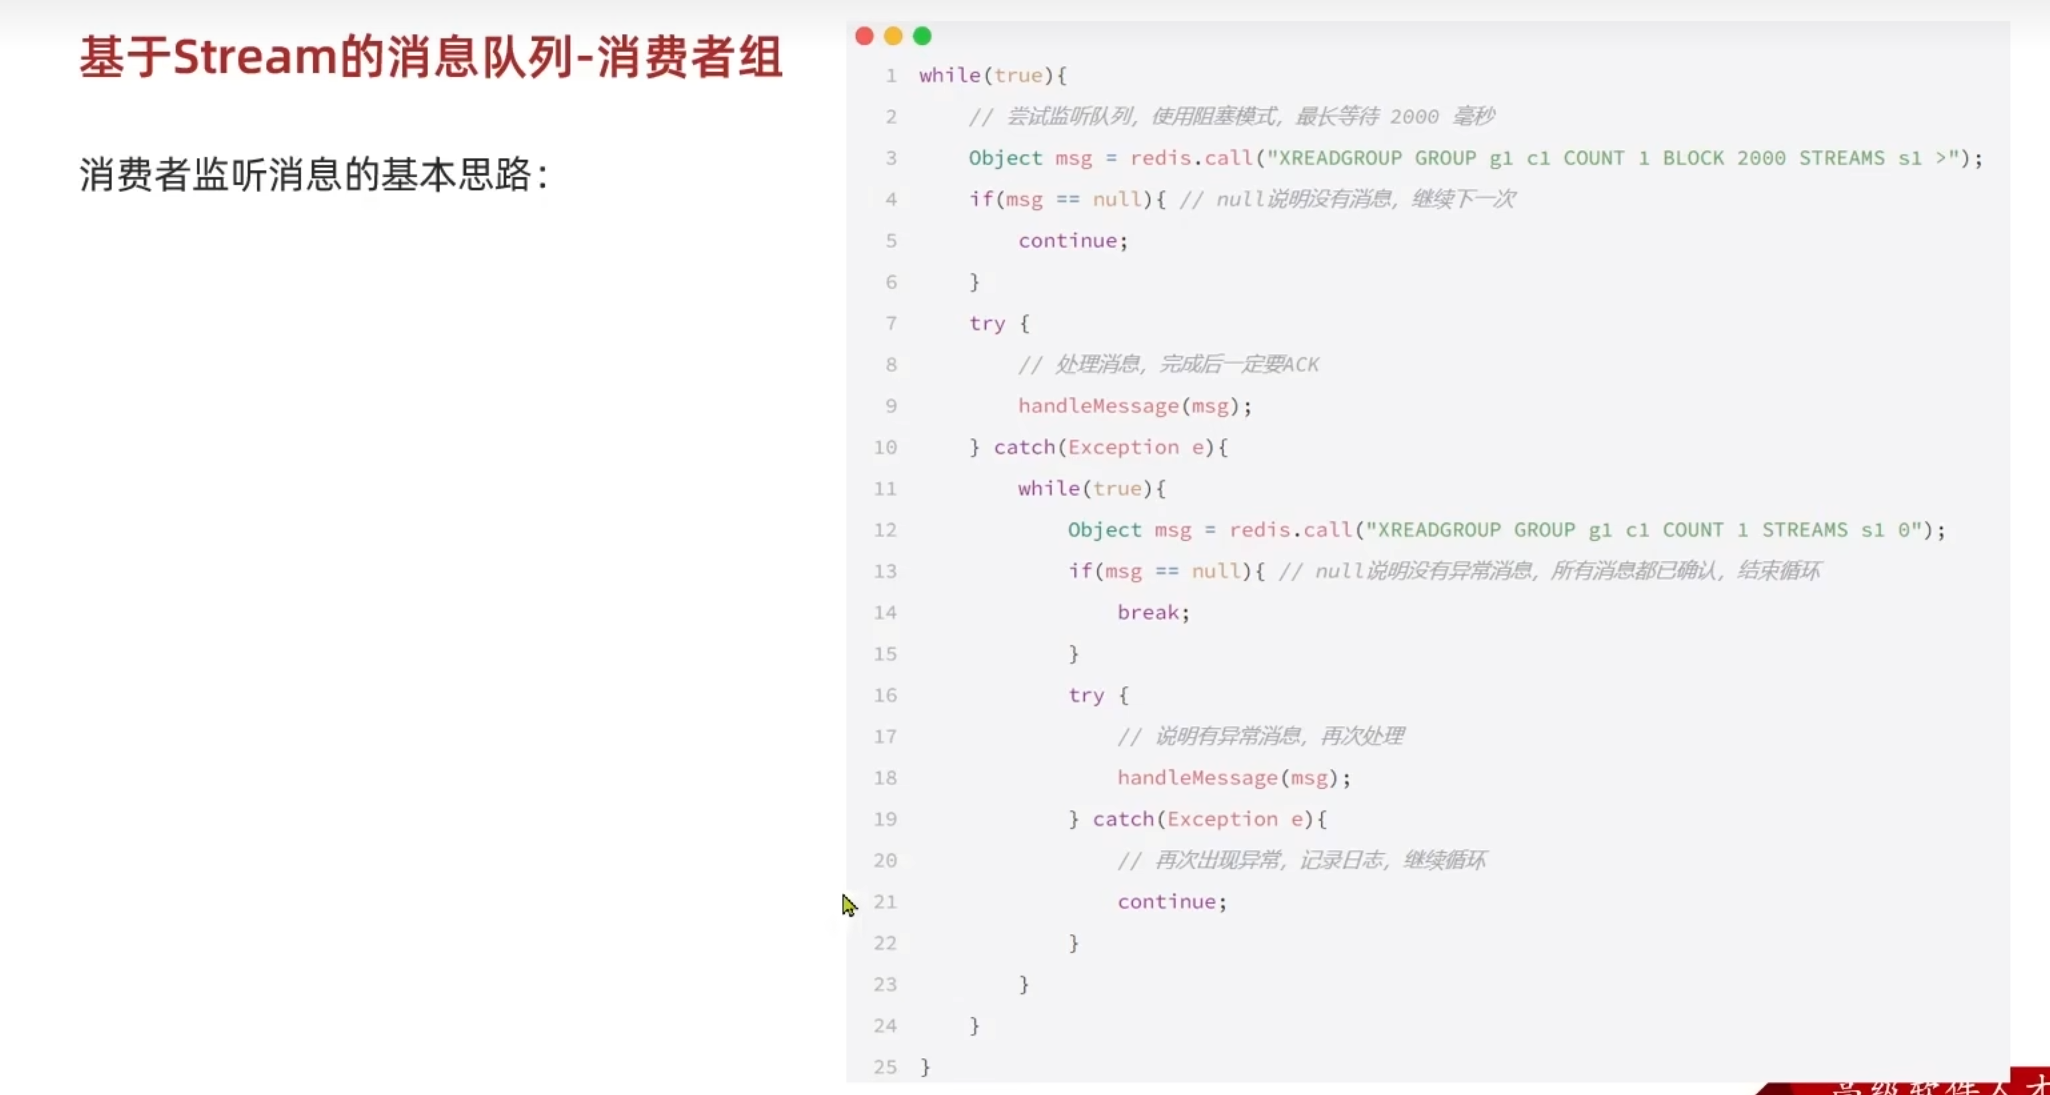 基于Stream的消息队列-消费者组
消费者监听消息的基本思路：
1 while(true){
2 // 尝试监听队列，使用阻塞模式，最长等待 2000 毫秒
3 Object msg = redis.call("XREADGROUP GROUP g1 c1 COUNT 1 BLOCK 2000 STREAMS s1 >");
4 if(msg == null){ // null说明没有消息，继续下一次
5 continue;
6 }
7 try {
8 // 处理消息，完成后一定要ACK
9 handleMessage(msg);
10 } catch(Exception e){
11 while(true){
12 Object msg = redis.call("XREADGROUP GROUP g1 c1 COUNT 1 STREAMS s1 0");
13 if(msg == null){ // null说明没有异常消息，所有消息都已确认，结束循环
14 break;
15 }
16 try {
17 // 说明有异常消息，再次处理
18 handleMessage(msg);
19 } catch(Exception e){
20 // 再次出现异常，记录日志，继续循环
21 continue;
22 }
23 }
24 }
25 }
高级软件人才